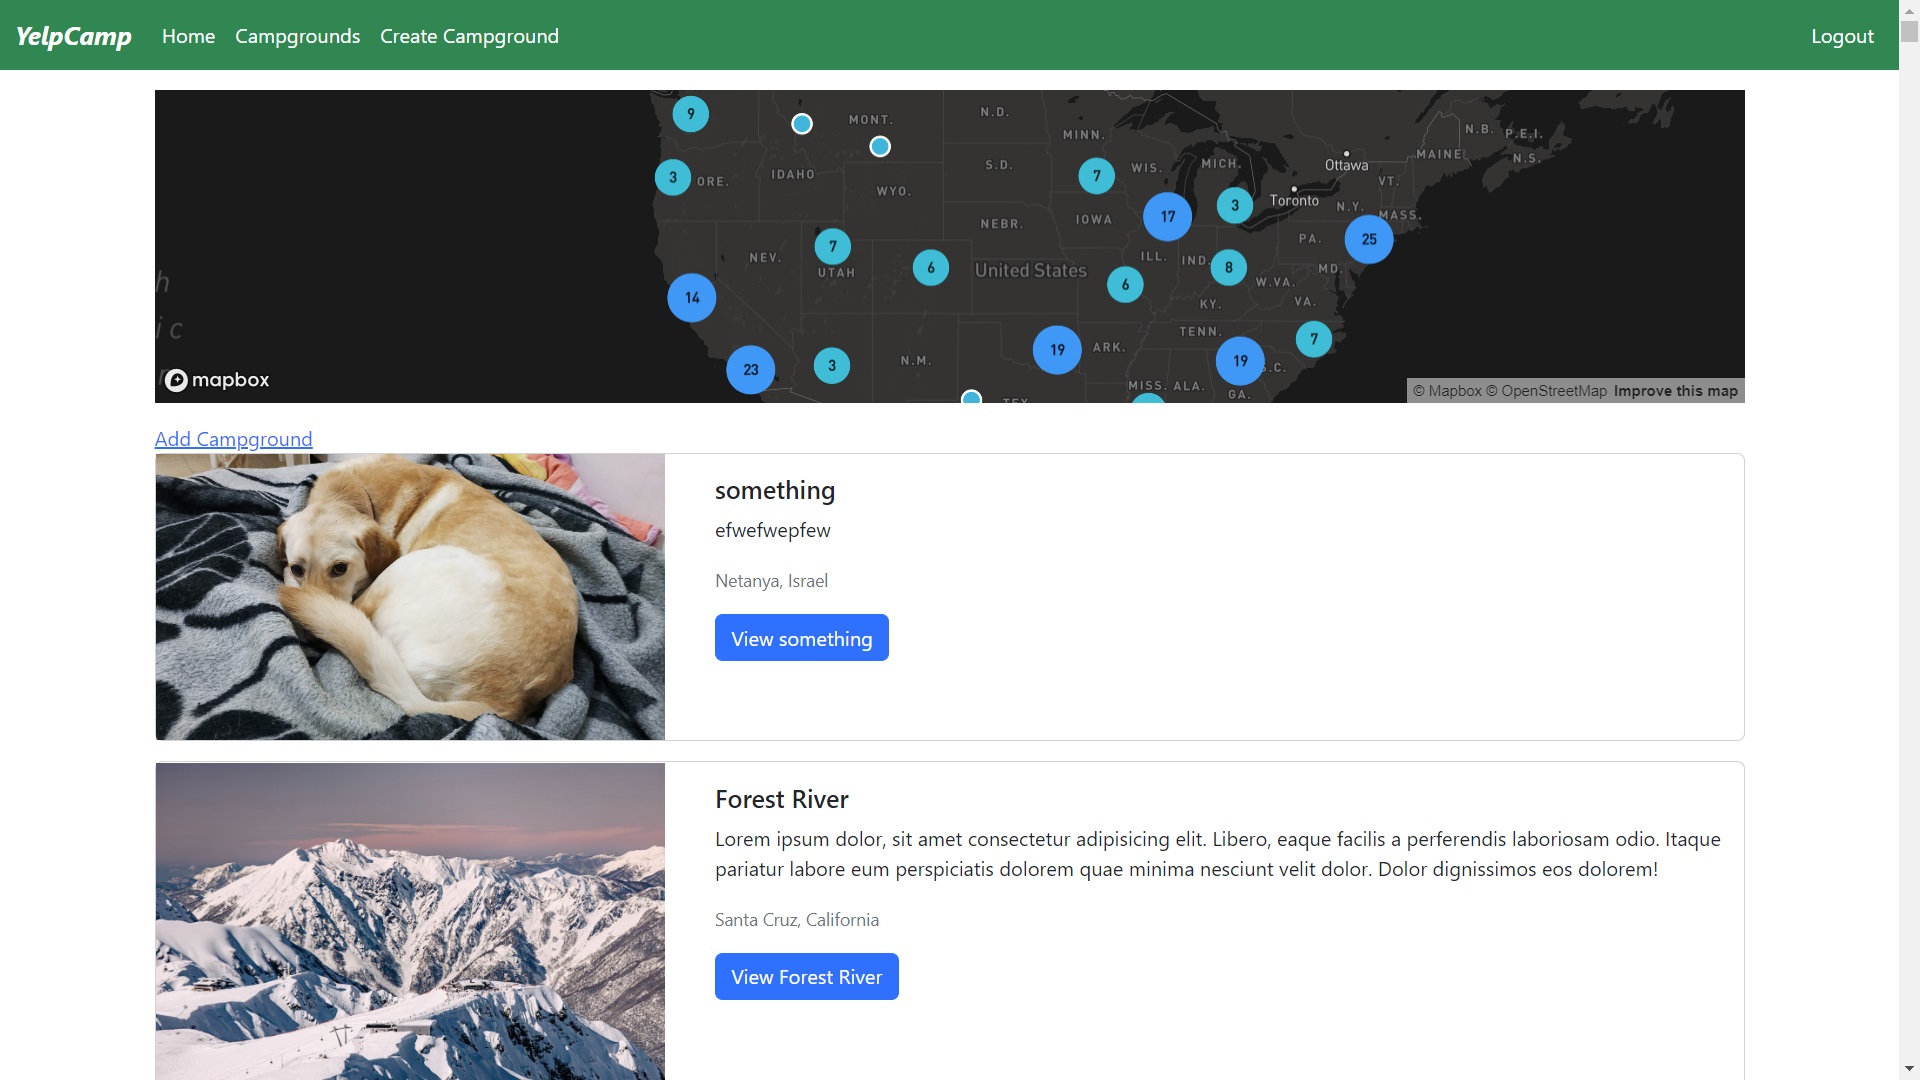 YelpCamp Home Campgrounds Create Campground Logout
9
MONT.
N.D.
MINN.
N.B. P.E.I.
N.S.
MAINE
Ottawa
3 ORE.
IDAHO
WYO.
S.D.
7
WIS.
MICH.
VT.
17
3
Toronto
N.Y.
MASS.
NEBR.
IOWA
25
PA.
7
UTAH
NEV.
6
United States
ILL.
IND.
8
MD.
W.VA.
6
14
KY.
VA.
TENN.
7
23
3
N.M.
19
ARK.
19
S.C.
MISS. ALA.
GA.
TEX.
h
i c
mapbox
© Mapbox © OpenStreetMap Improve this map
Add Campground
something
efwefwepfew
Netanya, Israel
View something
Forest River
Lorem ipsum dolor, sit amet consectetur adipisicing elit. Libero, eaque facilis a perferendis laboriosam odio. Itaque
pariatur labore eum perspiciatis dolorem quae minima nesciunt velit dolor. Dolor dignissimos eos dolorem!
Santa Cruz, California
View Forest River